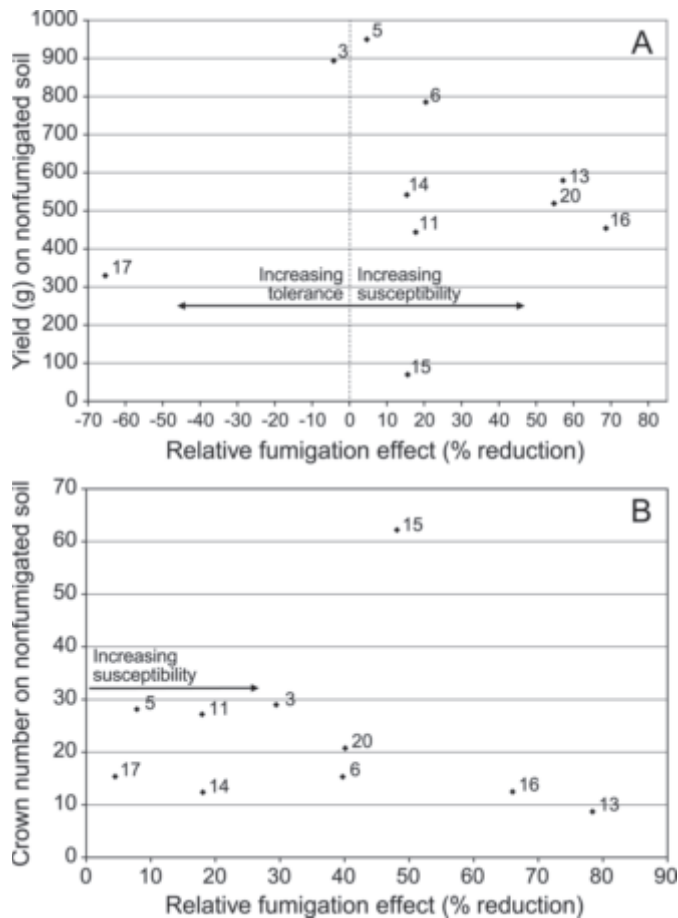 A
Yield (g) on nonfumigated soil
1000
900
800
700
600
500
400
300
200
100
0
5
3
6
14
13
20
11
16
17
15
Increasing
tolerance
Increasing
susceptibility
-70 -60 -50 -40 -30 -20 -10 0 10 20 30 40 50 60 70 80
Relative fumigation effect (% reduction)
B
Crown number on nonfumigated soil
70
60
50
40
30
20
10
0
15
Increasing
susceptibility
5
11
3
20
17
14
6
16
13
0 10 20 30 40 50 60 70 80 90
Relative fumigation effect (% reduction)